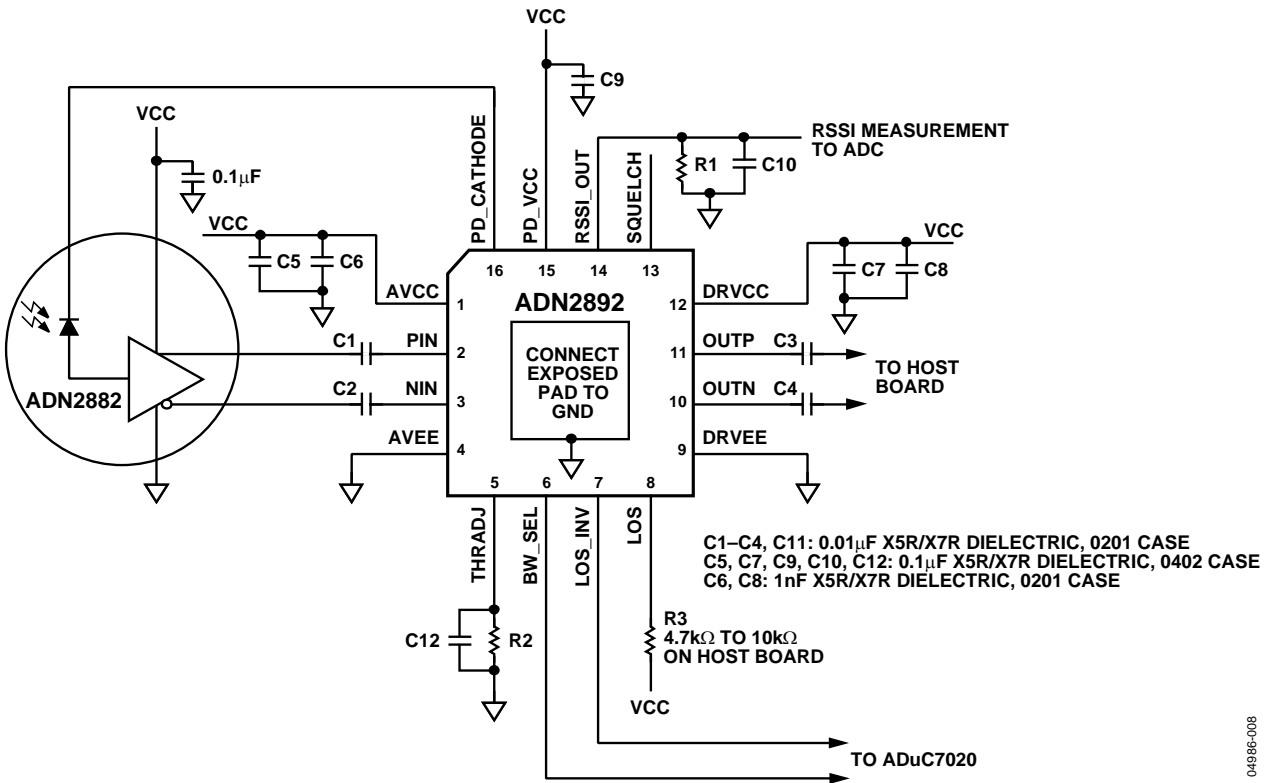 VCC
C9
VCC
0.1μF
PD_CATHODE
PD_VCC
RSSI_OUT
SQUELCH
R1
C10
RSSI MEASUREMENT
TO ADC
VCC
C5
C6
VCC
C7
C8
16
15
14
13
AVCC
1
ADN2892
12
DRVCC
C1
PIN
2
CONNECT
EXPOSED
PAD TO
GND
11
OUTP
C3
TO HOST
BOARD
ADN2882
C2
NIN
3
10
OUTN
C4
AVEE
4
9
DRVEE
5
6
7
8
THRADJ
BW_SEL
LOS_INV
LOS
C1–C4, C11: 0.01μF X5R/X7R DIELECTRIC, 0201 CASE
C5, C7, C9, C10, C12: 0.1μF X5R/X7R DIELECTRIC, 0402 CASE
C6, C8: 1nF X5R/X7R DIELECTRIC, 0201 CASE
C12
R2
R3
4.7kΩ TO 10kΩ
ON HOST BOARD
VCC
TO ADuC7020
04986-008